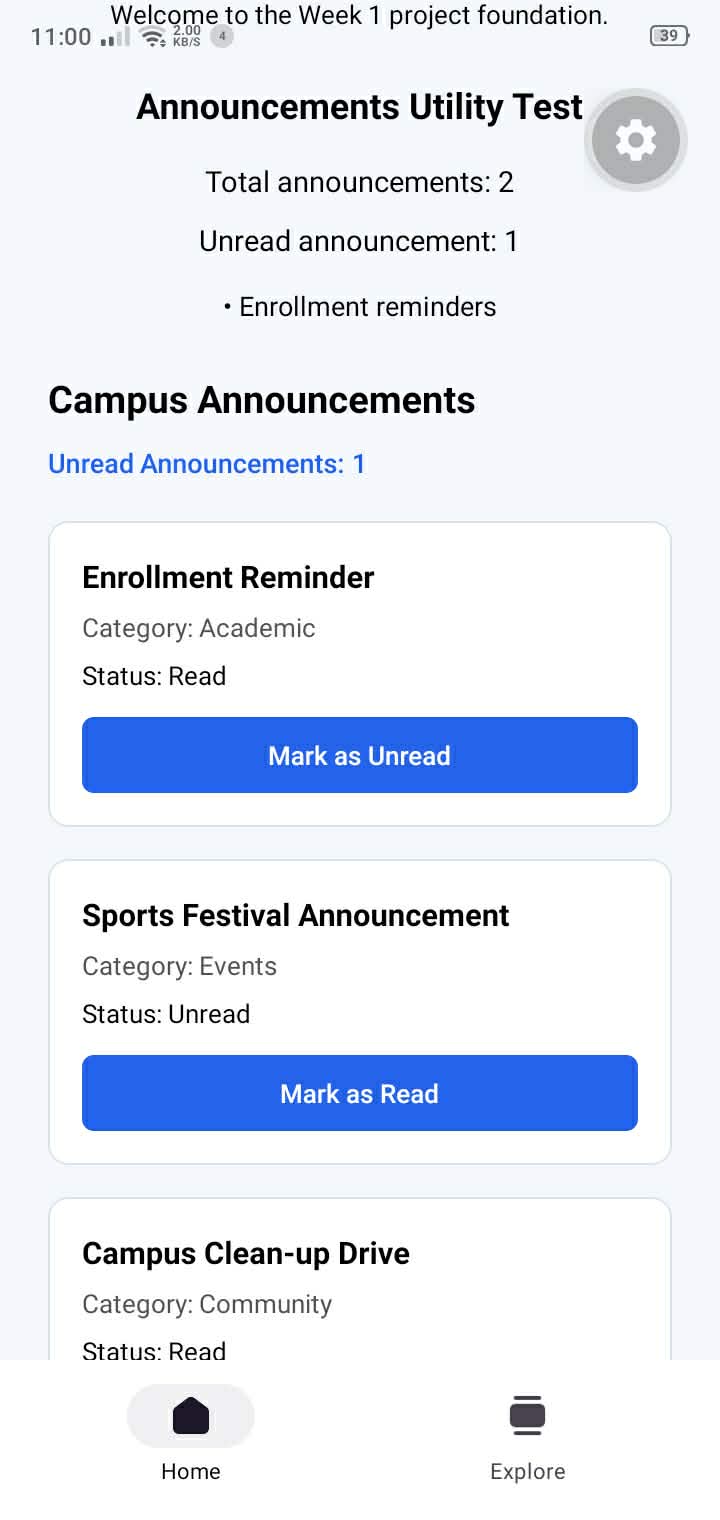 Welcome to the Week 1 project foundation.
11:00 2.00 KB/S 4 39
Announcements Utility Test
Total announcements: 2
Unread announcement: 1
• Enrollment reminders
Campus Announcements
Unread Announcements: 1
Enrollment Reminder
Category: Academic
Status: Read
Mark as Unread
Sports Festival Announcement
Category: Events
Status: Unread
Mark as Read
Campus Clean-up Drive
Category: Community
Status: Read
Home Explore